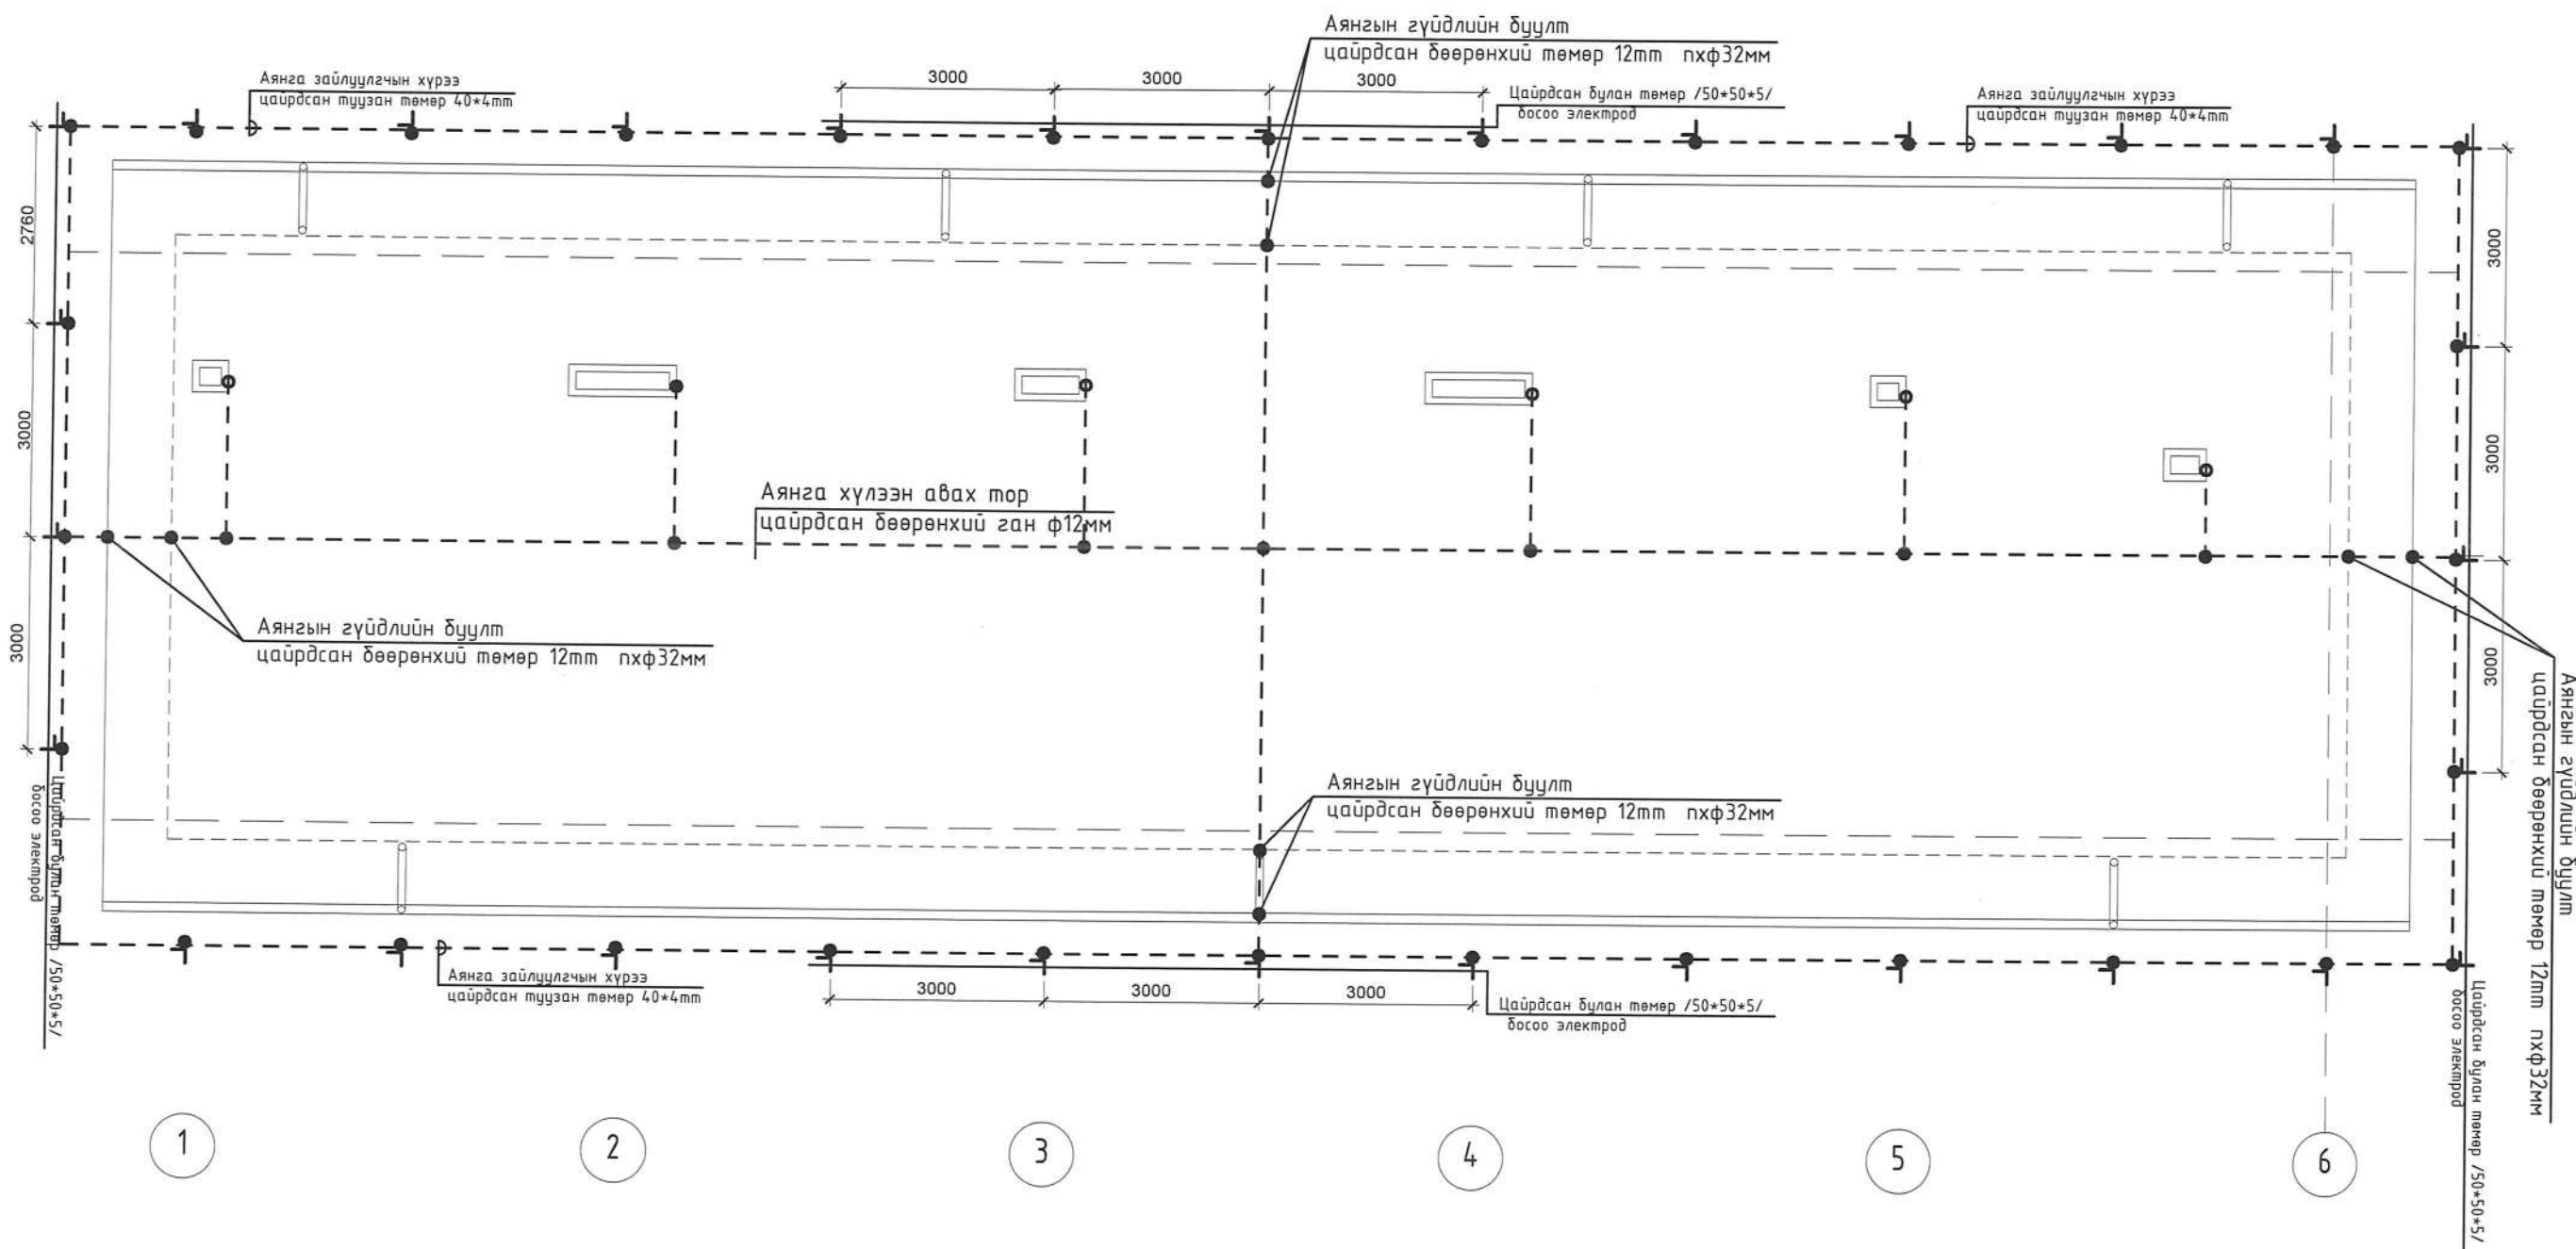 Аянгын гүйдлийн буулт
цайрдсан бөөрөнхий төмөр 12mm пхф32мм
Аянга зайлуулгчын хүрээ
цайрдсан туузан төмөр 40*4mm
3000
3000
3000
Цайрдсан булан төмөр /50*50*5/
босоо электрод
Аянга зайлуулгчын хүрээ
цайрдсан туузан төмөр 40*4mm
2760
3000
3000
3000
3000
3000
Аянга хүлээн авах тор
цайрдсан бөөрөнхий ган ф12мм
Аянгын гүйдлийн буулт
цайрдсан бөөрөнхий төмөр 12mm пхф32мм
Аянгын гүйдлийн буулт
цайрдсан бөөрөнхий төмөр 12mm пхф32мм
Аянгын гүйдлийн буулт
цайрдсан бөөрөнхий төмөр 12mm пхф32мм
Цайрдсан булан төмөр /50*50*5/
босоо электрод
Аянга зайлуулгчын хүрээ
цайрдсан туузан төмөр 40*4mm
3000
3000
3000
Цайрдсан булан төмөр /50*50*5/
босоо электрод
Цайрдсан булан төмөр /50*50*5/
босоо электрод
1
2
3
4
5
6